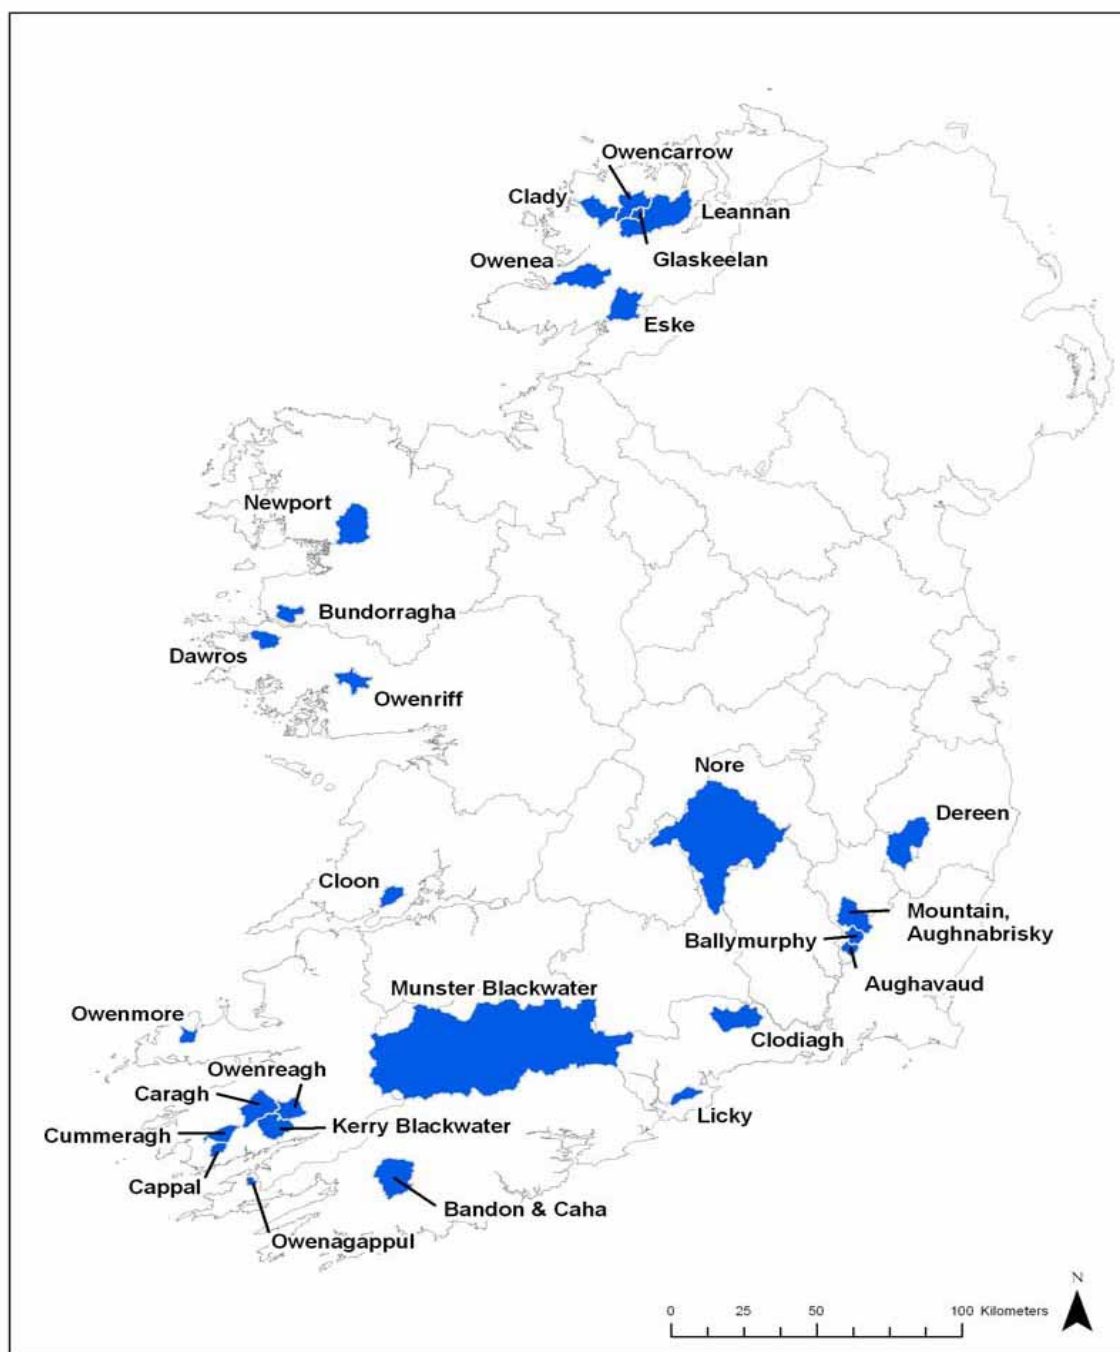 Owencarrow
Clady
Leannan
Glaskeelan
Owenea
Eske
Newport
Bundorragha
Dawros
Owenriff
Nore
Dereen
Cloon
Mountain,
Aughnabrisky
Ballymurphy
Aughavaud
Munster Blackwater
Owenmore
Clodiagh
Owenreagh
Caragh
Licky
Cummeragh
Kerry Blackwater
Cappal
Bandon & Caha
Owenagappul
N
0 25 50 100 Kilometers